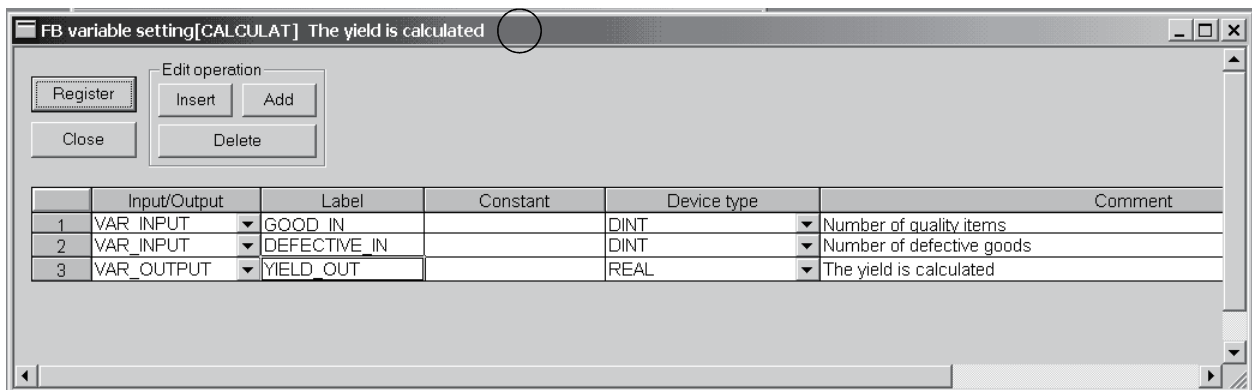 FB variable setting[CALCULAT] The yield is calculated
Edit operation
Register
Insert
Add
Close
Delete
Input/Output Label Constant Device type Comment
1 VAR_INPUT GOOD_IN DINT Number of quality items
2 VAR_INPUT DEFECTIVE_IN DINT Number of defective goods
3 VAR_OUTPUT YIELD_OUT REAL The yield is calculated